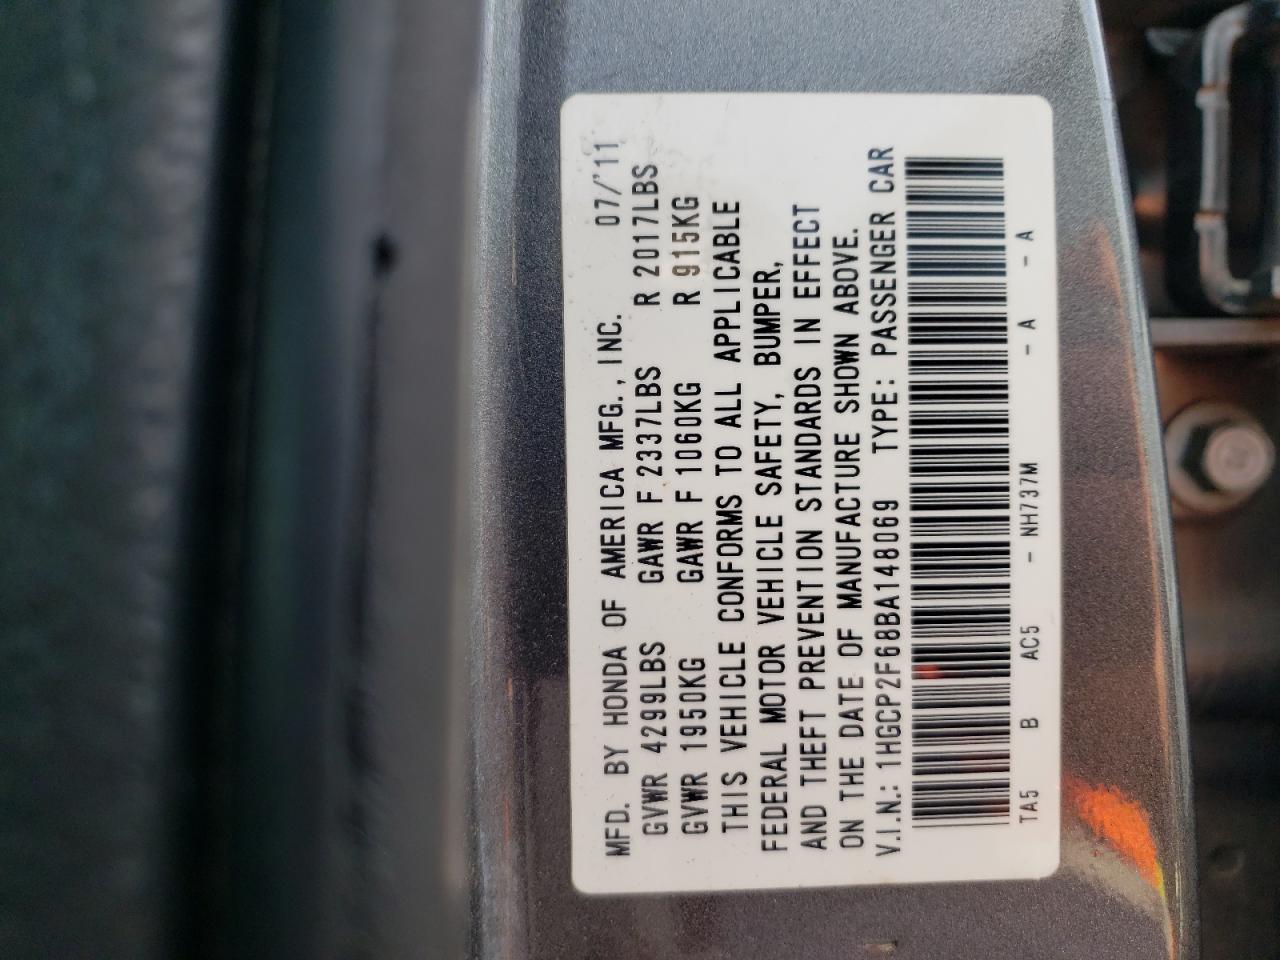 MFD. BY HONDA OF AMERICA MFG., INC. 07/'11
GVWR 4299LBS GAWR F 2337LBS R 2017LBS
GVWR 1950KG GAWR F 1060KG R 915KG
THIS VEHICLE CONFORMS TO ALL APPLICABLE
FEDERAL MOTOR VEHICLE SAFETY, BUMPER,
AND THEFT PREVENTION STANDARDS IN EFFECT
ON THE DATE OF MANUFACTURE SHOWN ABOVE.
V.I.N.: 1HGCP2F68BA148069 TYPE: PASSENGER CAR
TA5 B AC5 - NH737M - A - A